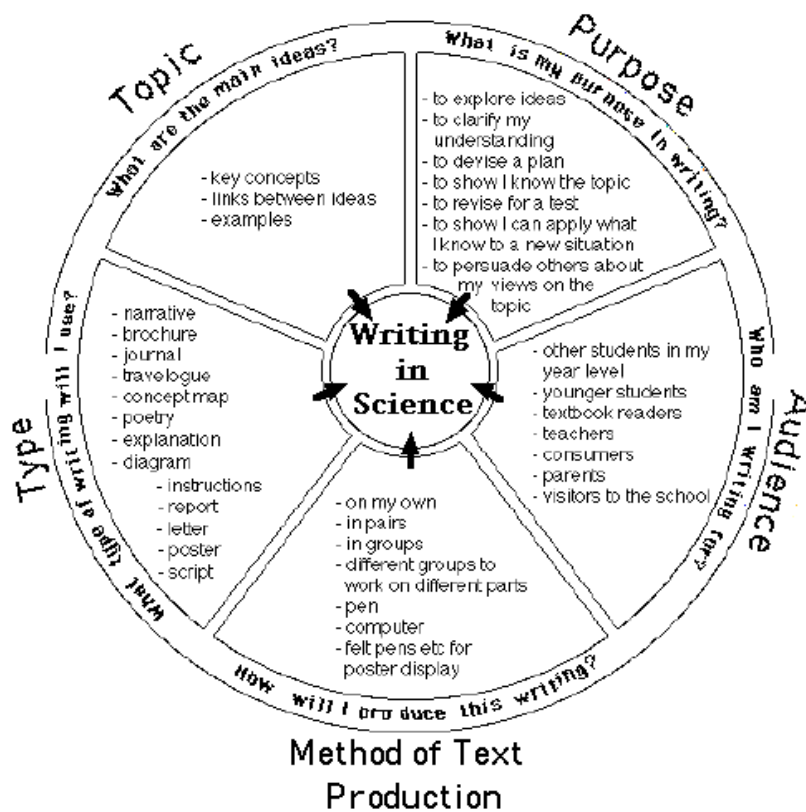 Topic
What are the main ideas?
- key concepts
- links between ideas
- examples
Purpose
What is my purpose in writing?
- to explore ideas
- to clarify my
understanding
- to devise a plan
- to show I know the topic
- to revise for a test
- to show I can apply what
I know to a new situation
- to persuade others about
my views on the
topic
Audience
Who am I writing for?
- other students in my
year level
- younger students
- textbook readers
- teachers
- consumers
- parents
- visitors to the school
Method of Text
Production
How will I produce this writing?
- on my own
- in pairs
- in groups
- different groups to
work on different parts
- pen
- computer
- felt pens etc for
poster display
Type
What type of writing will I use?
- narrative
- brochure
- journal
- travelogue
- concept map
- poetry
- explanation
- diagram
- instructions
- report
- letter
- poster
- script
Writing
in
Science